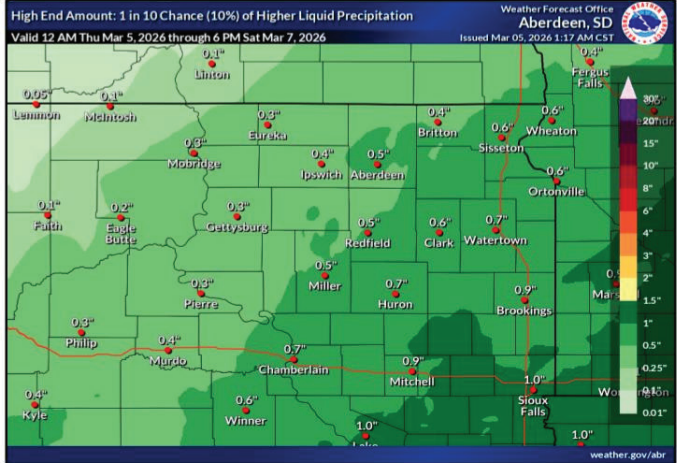 High End Amount: 1 in 10 Chance (10%) of Higher Liquid Precipitation
Valid 12 AM Thu Mar 5, 2026 through 6 PM Sat Mar 7, 2026
Weather Forecast Office
Aberdeen, SD
Issued Mar 05, 2026 1:17 AM CST
0.1"
Linton
0.4"
Fergus
Falls
0.05"
Lemmon
0.1"
McIntosh
0.3"
Eureka
0.4"
Britton
0.6"
Sisseton
0.6"
Wheaton
0.3"
Mobridge
0.4"
Ipswich
0.5"
Aberdeen
0.6"
Ortonville
0.1"
Faith
0.2"
Eagle
Butte
0.3"
Gettysburg
0.5"
Redfield
0.6"
Clark
0.7"
Watertown
0.3"
Pierre
0.5"
Miller
0.7"
Huron
0.9"
Brookings
0.3"
Philip
0.4"
Murdo
0.7"
Chamberlain
0.9"
Mitchell
1.0"
Sioux
Falls
0.4"
Kyle
0.6"
Winner
1.0"
Lake
1.0"
30"
20"
15"
10"
8"
6"
4"
3"
2"
1.5"
1"
0.5"
0.25"
0.1"
0.01"
weather.gov/abr